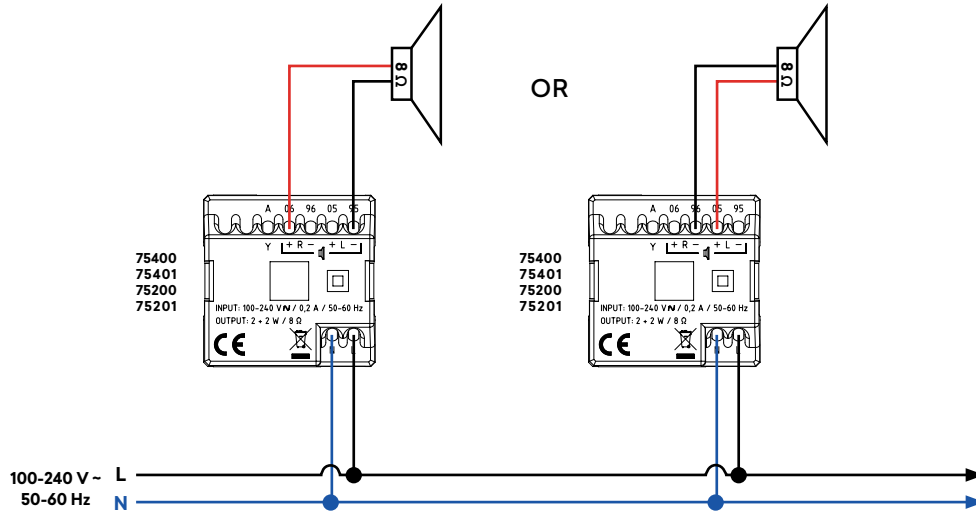 8 Ω
OR
8 Ω
A 06 96 05 95
Y + R - + L -
75400
75401
75200
75201
INPUT: 100-240 V~ / 0,2 A / 50-60 Hz
OUTPUT: 2 + 2 W / 8 Ω
CE
N L
A 06 96 05 95
Y + R - + L -
75400
75401
75200
75201
INPUT: 100-240 V~ / 0,2 A / 50-60 Hz
OUTPUT: 2 + 2 W / 8 Ω
CE
N L
100-240 V ~ L
50-60 Hz N